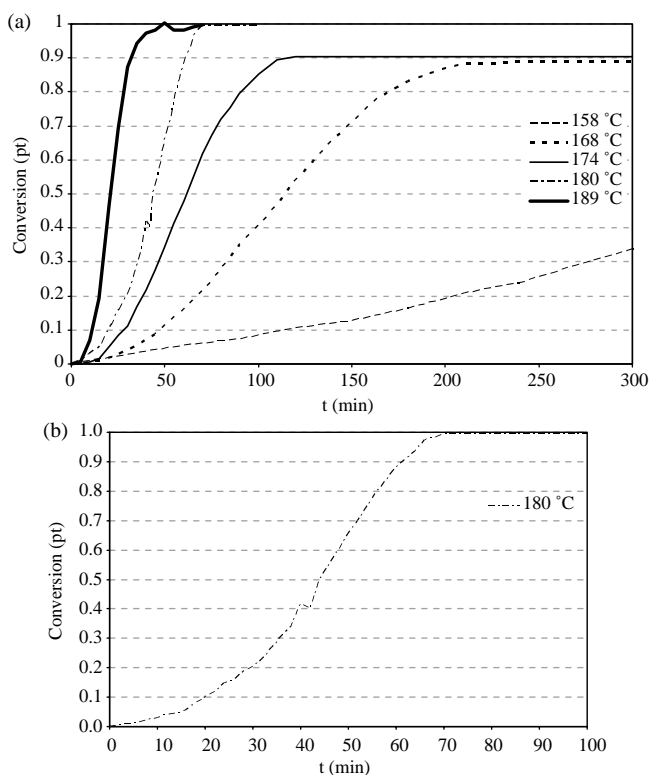 (a)
1
0.9
0.8
0.7
0.6
0.5
0.4
0.3
0.2
0.1
0
Conversion (pt)
158 ˚C
168 ˚C
174 ˚C
180 ˚C
189 ˚C
0 50 100 150 200 250 300
t (min)
(b)
1.0
0.9
0.8
0.7
0.6
0.5
0.4
0.3
0.2
0.1
0.0
Conversion (pt)
180 ˚C
0 10 20 30 40 50 60 70 80 90 100
t (min)